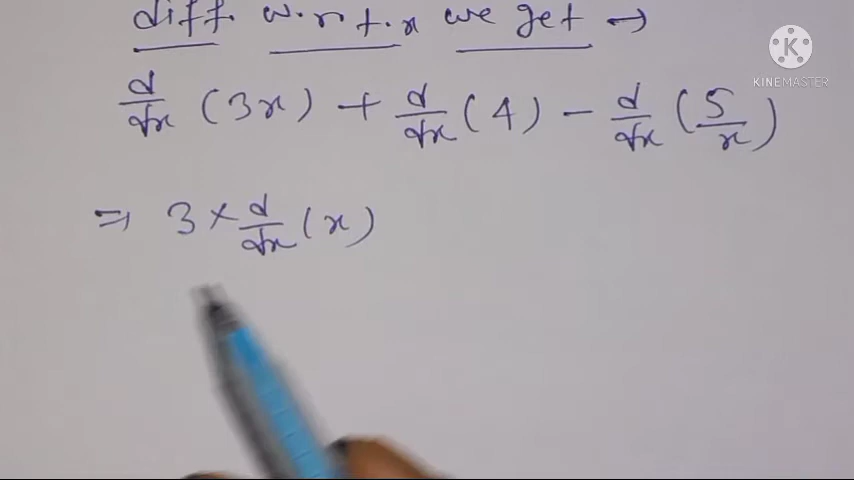 diff. w.r.t.x we get →
d/dx (3x) + d/dx (4) - d/dx (5/x)
⇒ 3 × d/dx (x)
KINEMASTER